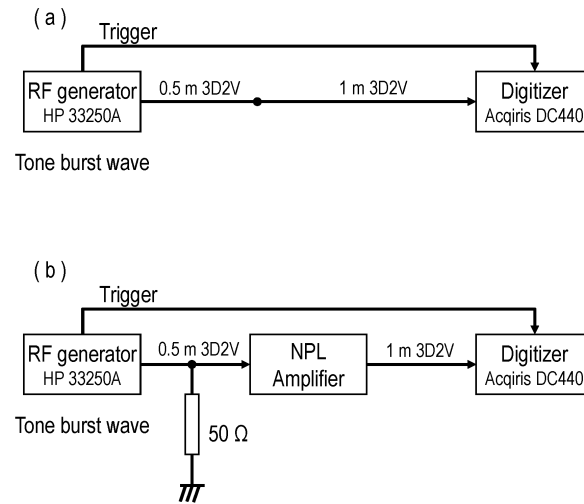 ( a )
Trigger
RF generator
HP 33250A
0.5 m 3D2V
1 m 3D2V
Digitizer
Acqiris DC440
Tone burst wave
( b )
Trigger
RF generator
HP 33250A
0.5 m 3D2V
NPL
Amplifier
1 m 3D2V
Digitizer
Acqiris DC440
Tone burst wave
50 Ω